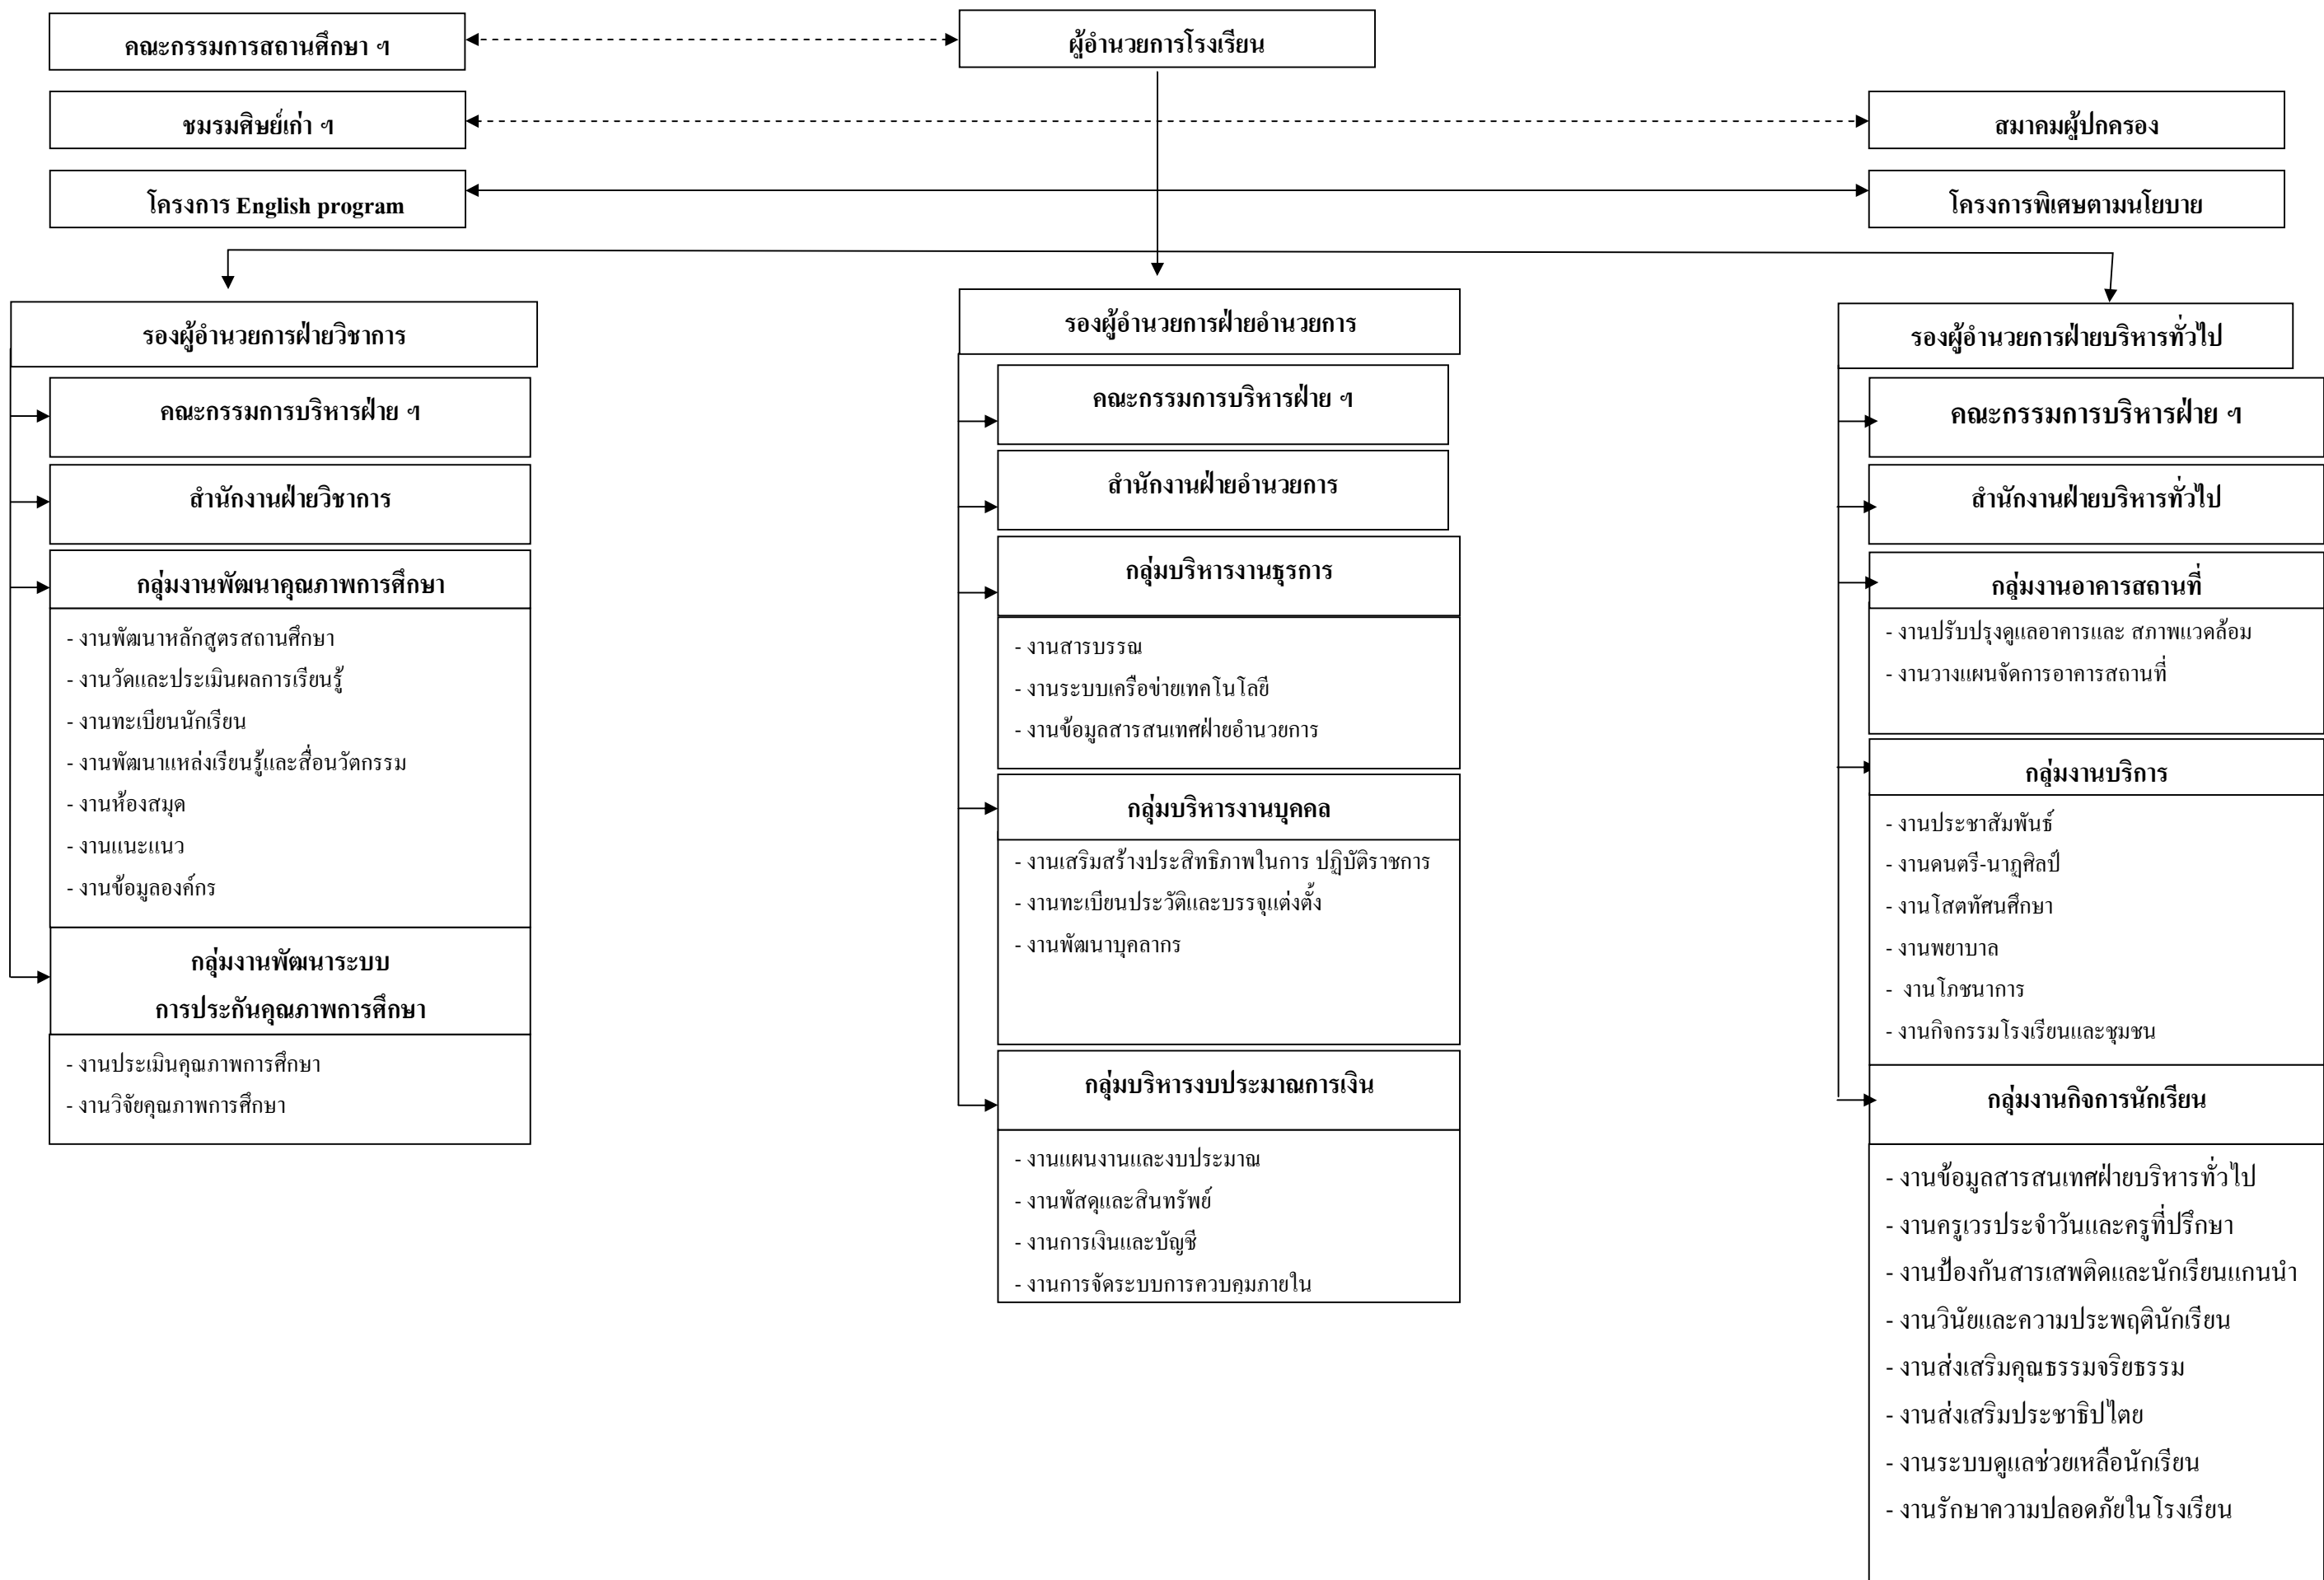 คณะกรรมการสถานศึกษา ฯ
ผู้อำนวยการโรงเรียน
ชมรมศิษย์เก่า ฯ
สมาคมผู้ปกครอง
โครงการ English program
โครงการพิเศษตามนโยบาย
รองผู้อำนวยการฝ่ายวิชาการ
คณะกรรมการบริหารฝ่าย ฯ
สำนักงานฝ่ายวิชาการ
กลุ่มงานพัฒนาคุณภาพการศึกษา
- งานพัฒนาหลักสูตรสถานศึกษา
- งานวัดและประเมินผลการเรียนรู้
- งานทะเบียนนักเรียน
- งานพัฒนาแหล่งเรียนรู้และสื่อนวัตกรรม
- งานห้องสมุด
- งานแนะแนว
- งานข้อมูลองค์กร
กลุ่มงานพัฒนาระบบ
การประกันคุณภาพการศึกษา
- งานประเมินคุณภาพการศึกษา
- งานวิจัยคุณภาพการศึกษา
รองผู้อำนวยการฝ่ายอำนวยการ
คณะกรรมการบริหารฝ่าย ฯ
สำนักงานฝ่ายอำนวยการ
กลุ่มบริหารงานธุรการ
- งานสารบรรณ
- งานระบบเครือข่ายเทคโนโลยี
- งานข้อมูลสารสนเทศฝ่ายอำนวยการ
กลุ่มบริหารงานบุคคล
- งานเสริมสร้างประสิทธิภาพในการ ปฏิบัติราชการ
- งานทะเบียนประวัติและบรรจุแต่งตั้ง
- งานพัฒนาบุคลากร
กลุ่มบริหารงบประมาณการเงิน
- งานแผนงานและงบประมาณ
- งานพัสดุและสินทรัพย์
- งานการเงินและบัญชี
- งานการจัดระบบการควบคุมภายใน
รองผู้อำนวยการฝ่ายบริหารทั่วไป
คณะกรรมการบริหารฝ่าย ฯ
สำนักงานฝ่ายบริหารทั่วไป
กลุ่มงานอาคารสถานที่
- งานปรับปรุงดูแลอาคารและ สภาพแวดล้อม
- งานวางแผนจัดการอาคารสถานที่
กลุ่มงานบริการ
- งานประชาสัมพันธ์
- งานดนตรี-นาฏศิลป์
- งานโสตทัศนศึกษา
- งานพยาบาล
- งานโภชนาการ
- งานกิจกรรมโรงเรียนและชุมชน
กลุ่มงานกิจการนักเรียน
- งานข้อมูลสารสนเทศฝ่ายบริหารทั่วไป
- งานครูเวรประจำวันและครูที่ปรึกษา
- งานป้องกันสารเสพติดและนักเรียนแกนนำ
- งานวินัยและความประพฤตินักเรียน
- งานส่งเสริมคุณธรรมจริยธรรม
- งานส่งเสริมประชาธิปไตย
- งานระบบดูแลช่วยเหลือนักเรียน
- งานรักษาความปลอดภัยในโรงเรียน